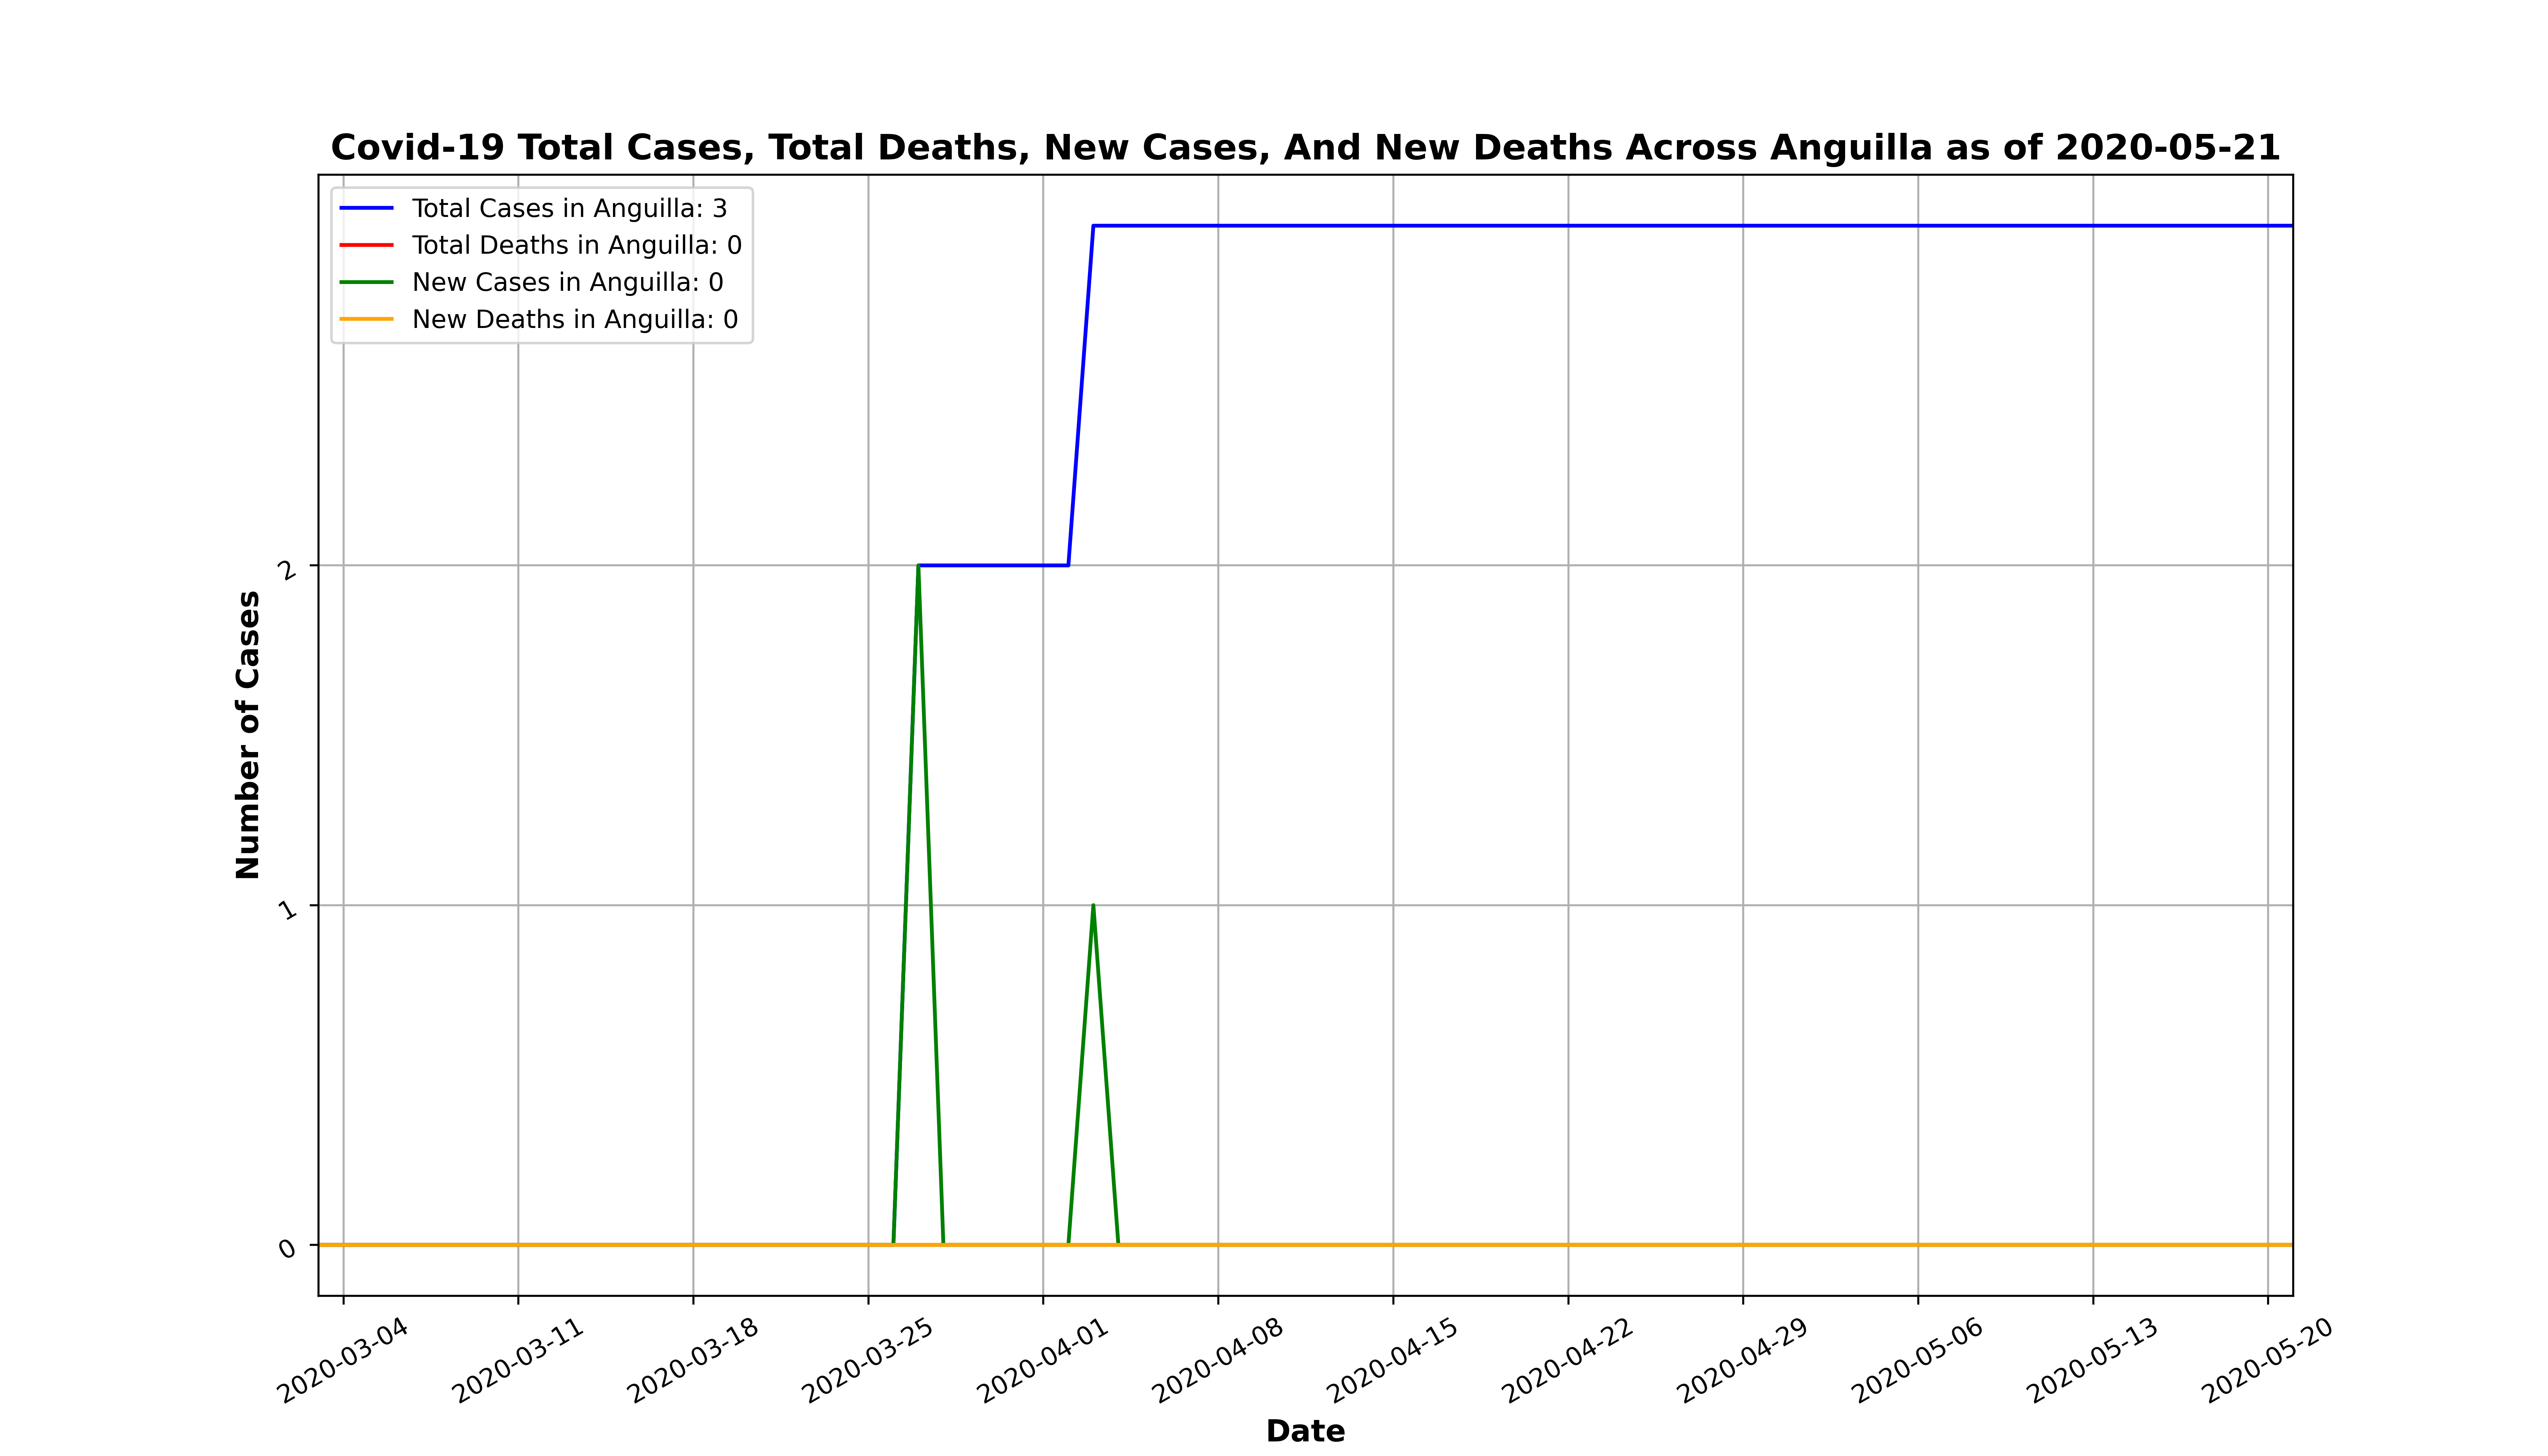 Covid-19 Total Cases, Total Deaths, New Cases, And New Deaths Across Anguilla as of 2020-05-21
Total Cases in Anguilla: 3
Total Deaths in Anguilla: 0
New Cases in Anguilla: 0
New Deaths in Anguilla: 0
Number of Cases
2
1
0
2020-03-04
2020-03-11
2020-03-18
2020-03-25
2020-04-01
2020-04-08
2020-04-15
2020-04-22
2020-04-29
2020-05-06
2020-05-13
2020-05-20
Date